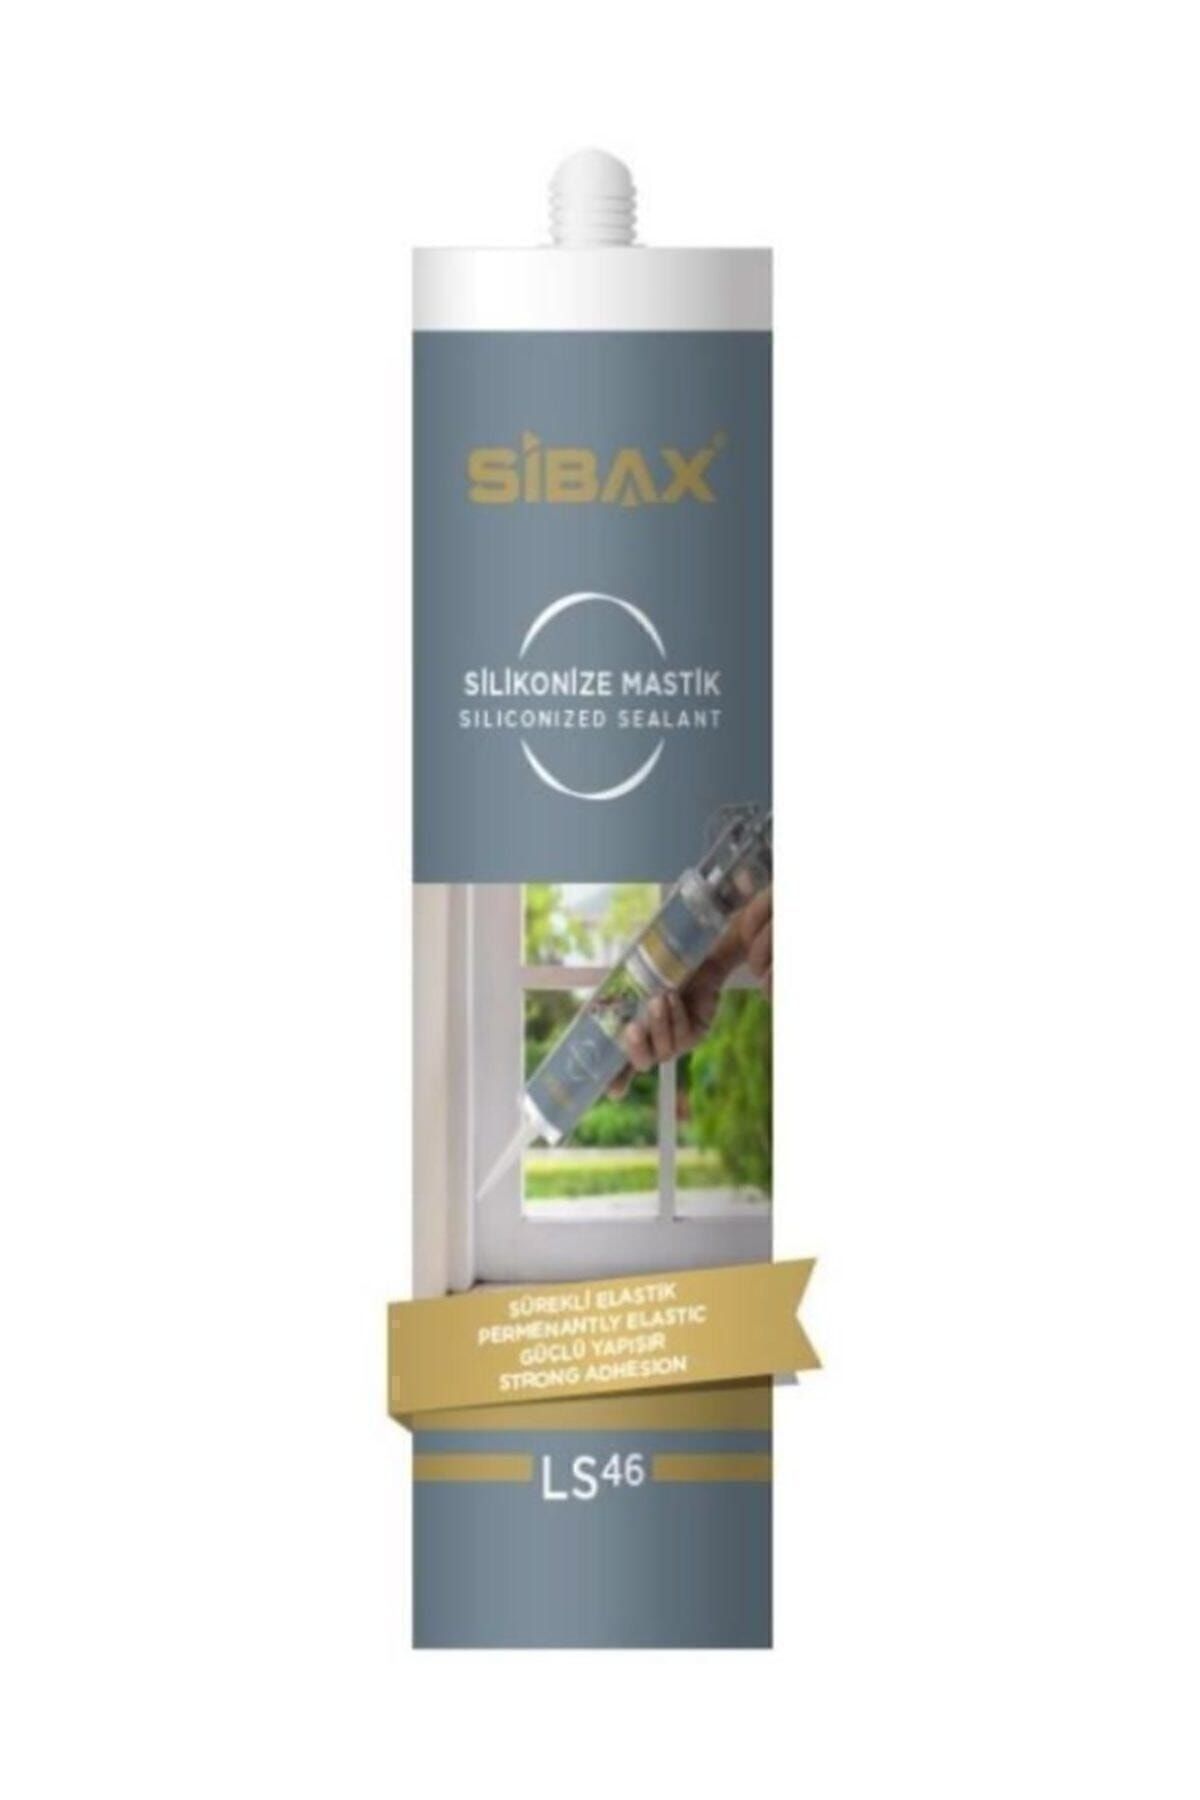 SİBAX®
SİLİKONİZE MASTİK
SILICONIZED SEALANT
SÜREKLİ ELASTİK
PERMENANTLY ELASTIC
GÜÇLÜ YAPIŞIR
STRONG ADHESION
LS46